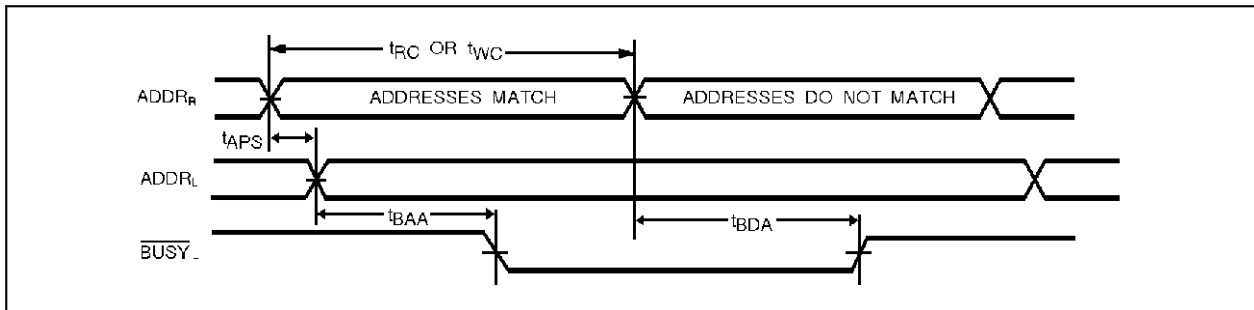 tRC OR tWC
ADDRR
ADDRESSES MATCH
ADDRESSES DO NOT MATCH
tAPS
ADDRL
tBAA
tBDA
BUSY